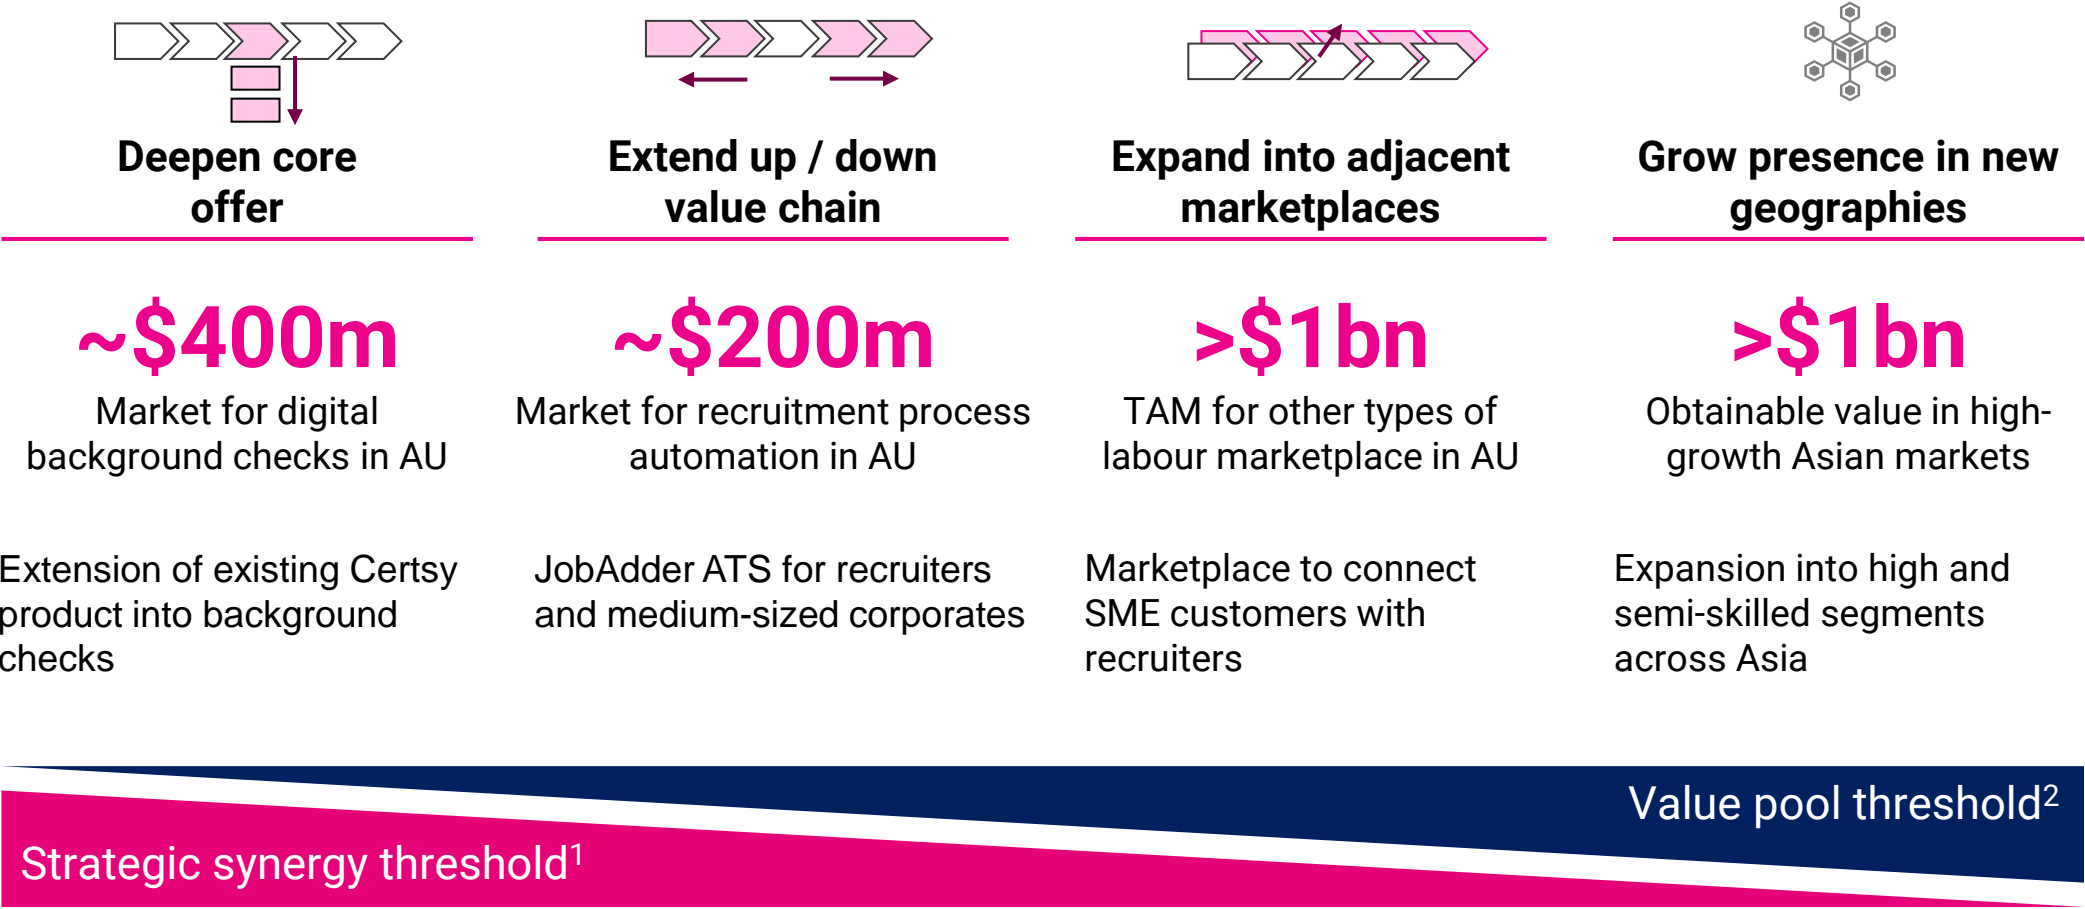 Deepen core
offer
~$400m
Market for digital
background checks in AU
Extension of existing Certsy
product into background
checks
Extend up / down
value chain
~$200m
Market for recruitment process
automation in AU
JobAdder ATS for recruiters
and medium-sized corporates
Expand into adjacent
marketplaces
>$1bn
TAM for other types of
labour marketplace in AU
Marketplace to connect
SME customers with
recruiters
Grow presence in new
geographies
>$1bn
Obtainable value in high-
growth Asian markets
Expansion into high and
semi-skilled segments
across Asia
Value pool threshold²
Strategic synergy threshold¹